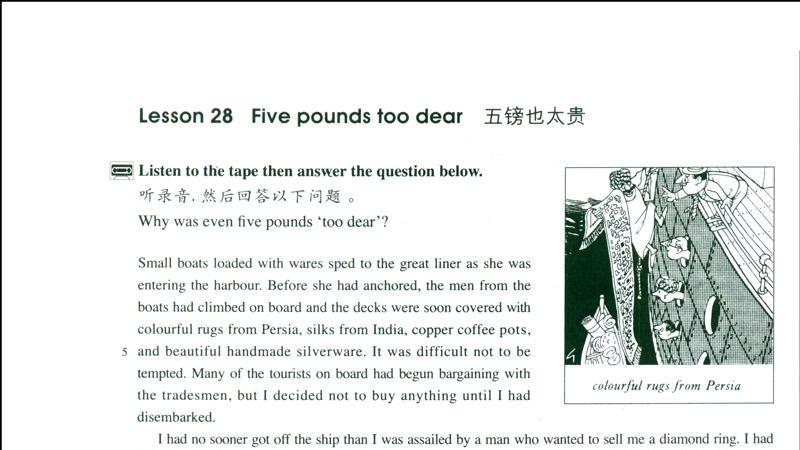 Lesson 28 Five pounds too dear 五镑也太贵
Listen to the tape then answer the question below.
听录音，然后回答以下问题。
Why was even five pounds ‘too dear’?
Small boats loaded with wares sped to the great liner as she was
entering the harbour. Before she had anchored, the men from the
boats had climbed on board and the decks were soon covered with
colourful rugs from Persia, silks from India, copper coffee pots,
5 and beautiful handmade silverware. It was difficult not to be
tempted. Many of the tourists on board had begun bargaining with
the tradesmen, but I decided not to buy anything until I had
disembarked.
I had no sooner got off the ship than I was assailed by a man who wanted to sell me a diamond ring. I had
colourful rugs from Persia